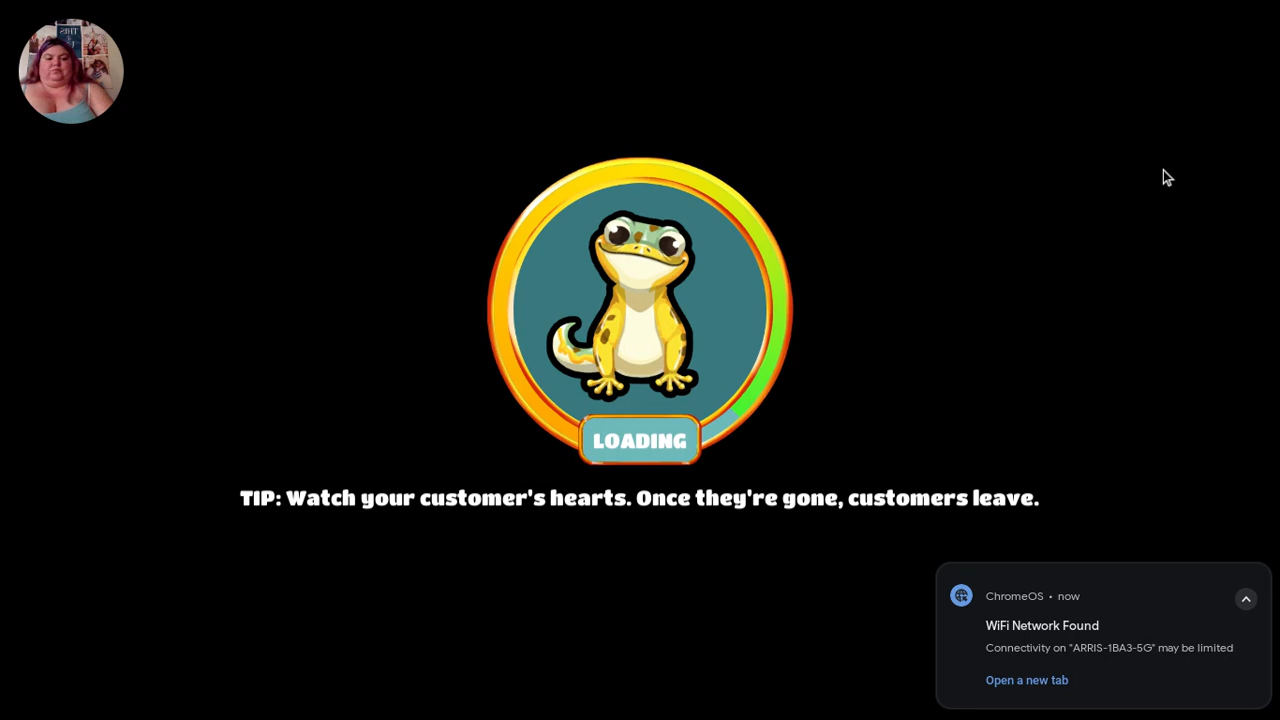 LOADING
TIP: Watch your customer's hearts. Once they're gone, customers leave.
ChromeOS • now
WiFi Network Found
Connectivity on "ARRIS-1BA3-5G" may be limited
Open a new tab